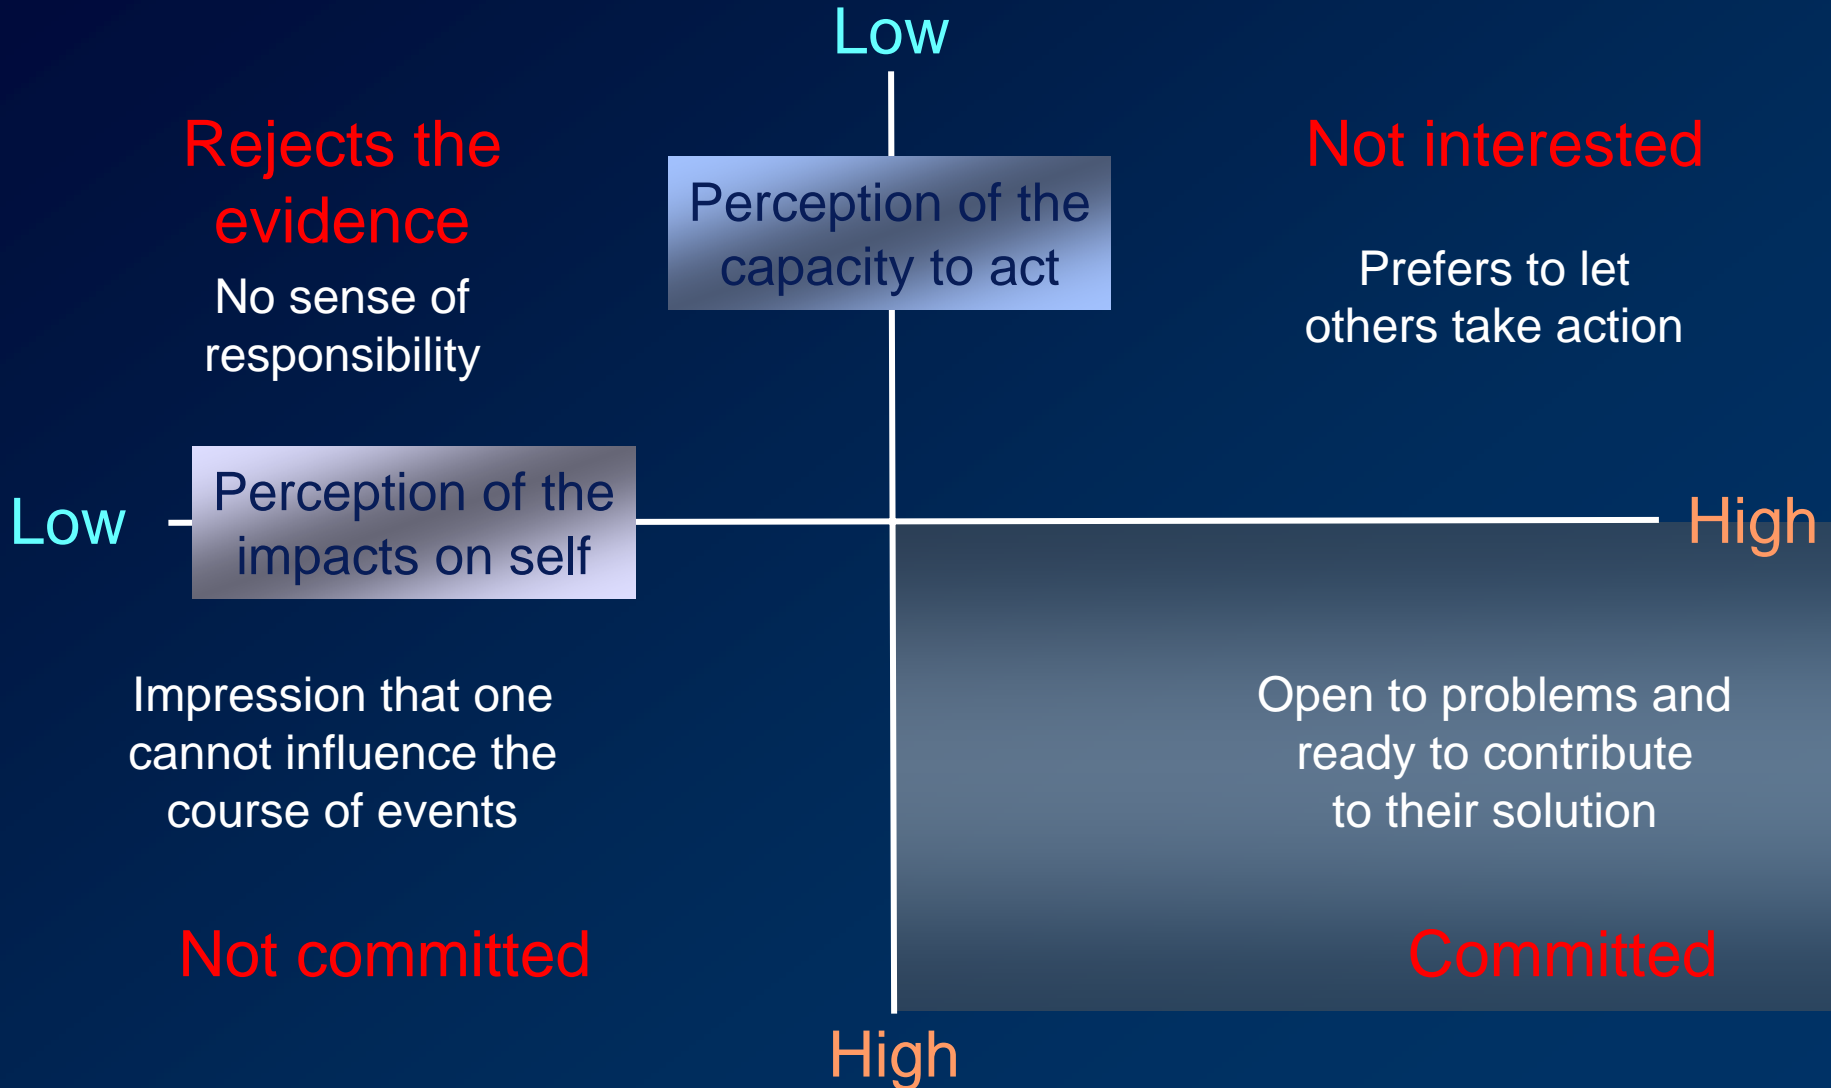 Low
Rejects the
evidence
No sense of
responsibility
Perception of the
capacity to act
Not interested
Prefers to let
others take action
Low
Perception of the
impacts on self
High
Impression that one
cannot influence the
course of events
Not committed
Open to problems and
ready to contribute
to their solution
Committed
High